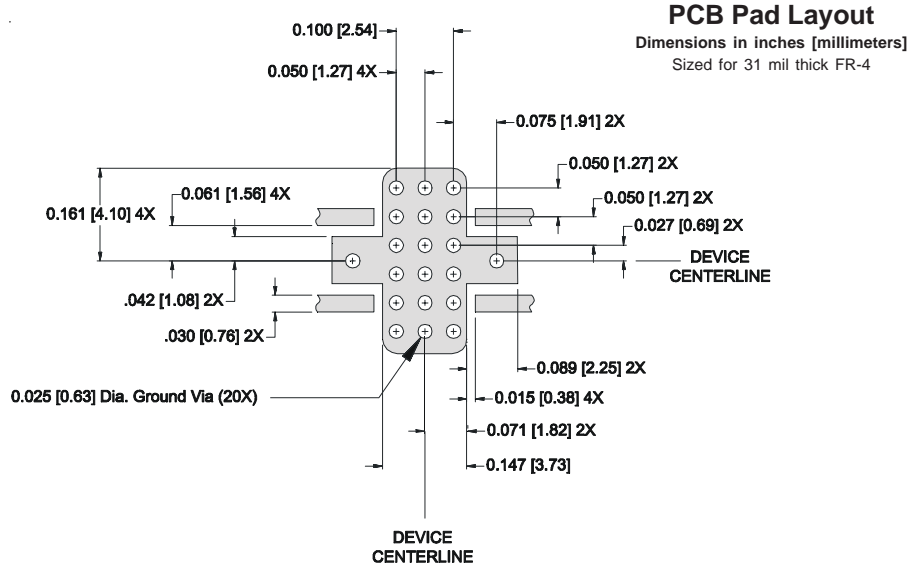 PCB Pad Layout
Dimensions in inches [millimeters]
Sized for 31 mil thick FR-4
0.100 [2.54]
0.050 [1.27] 4X
0.075 [1.91] 2X
0.050 [1.27] 2X
0.061 [1.56] 4X
0.050 [1.27] 2X
0.161 [4.10] 4X
0.027 [0.69] 2X
DEVICE
CENTERLINE
.042 [1.08] 2X
.030 [0.76] 2X
0.089 [2.25] 2X
0.025 [0.63] Dia. Ground Via (20X)
0.015 [0.38] 4X
0.071 [1.82] 2X
0.147 [3.73]
DEVICE
CENTERLINE